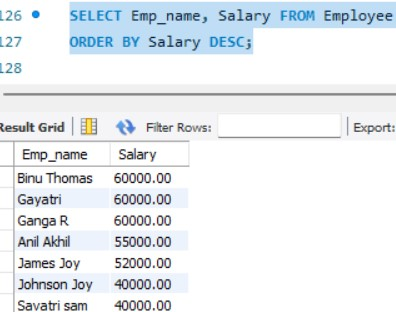 126 SELECT Emp_name, Salary FROM Employee
127 ORDER BY Salary DESC;
128
Result Grid Filter Rows: Export:
Emp_name Salary
Binu Thomas 60000.00
Gayatri 60000.00
Ganga R 60000.00
Anil Akhil 55000.00
James Joy 52000.00
Johnson Joy 40000.00
Savatri sam 40000.00